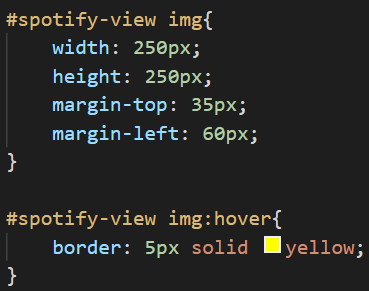 #spotify-view img{
    width: 250px;
    height: 250px;
    margin-top: 35px;
    margin-left: 60px;
}

#spotify-view img:hover{
    border: 5px solid yellow;
}